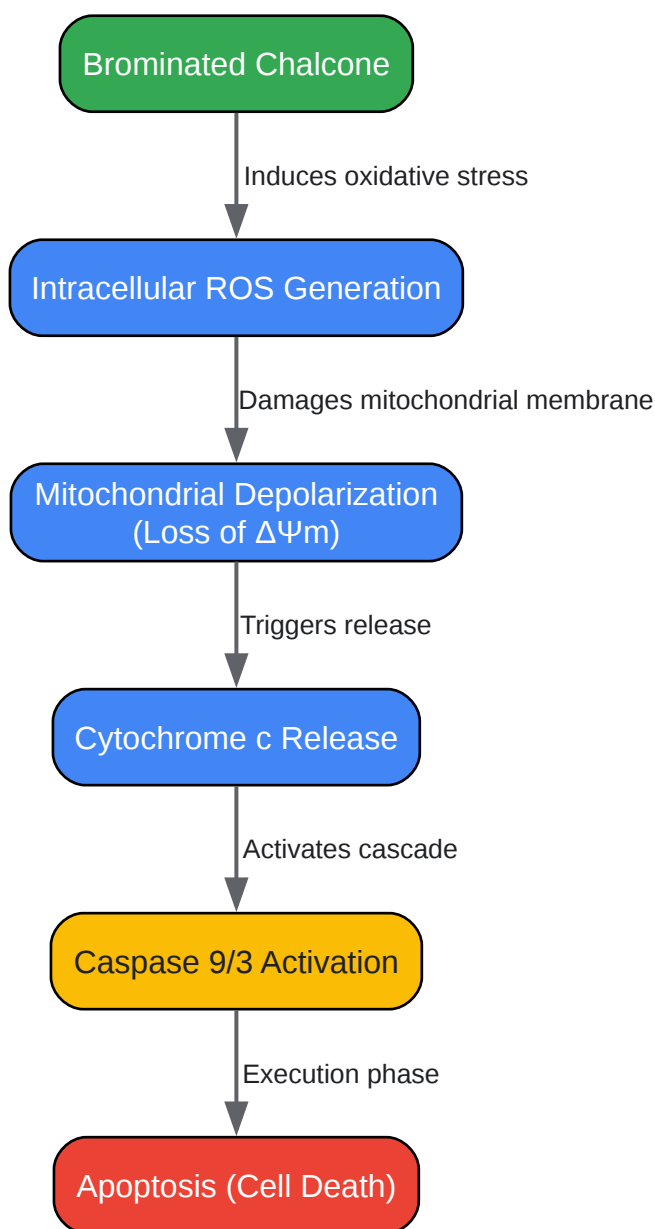 Brominated Chalcone
Induces oxidative stress
Intracellular ROS Generation
Damages mitochondrial membrane
Mitochondrial Depolarization
(Loss of ΔΨm)
Triggers release
Cytochrome c Release
Activates cascade
Caspase 9/3 Activation
Execution phase
Apoptosis (Cell Death)